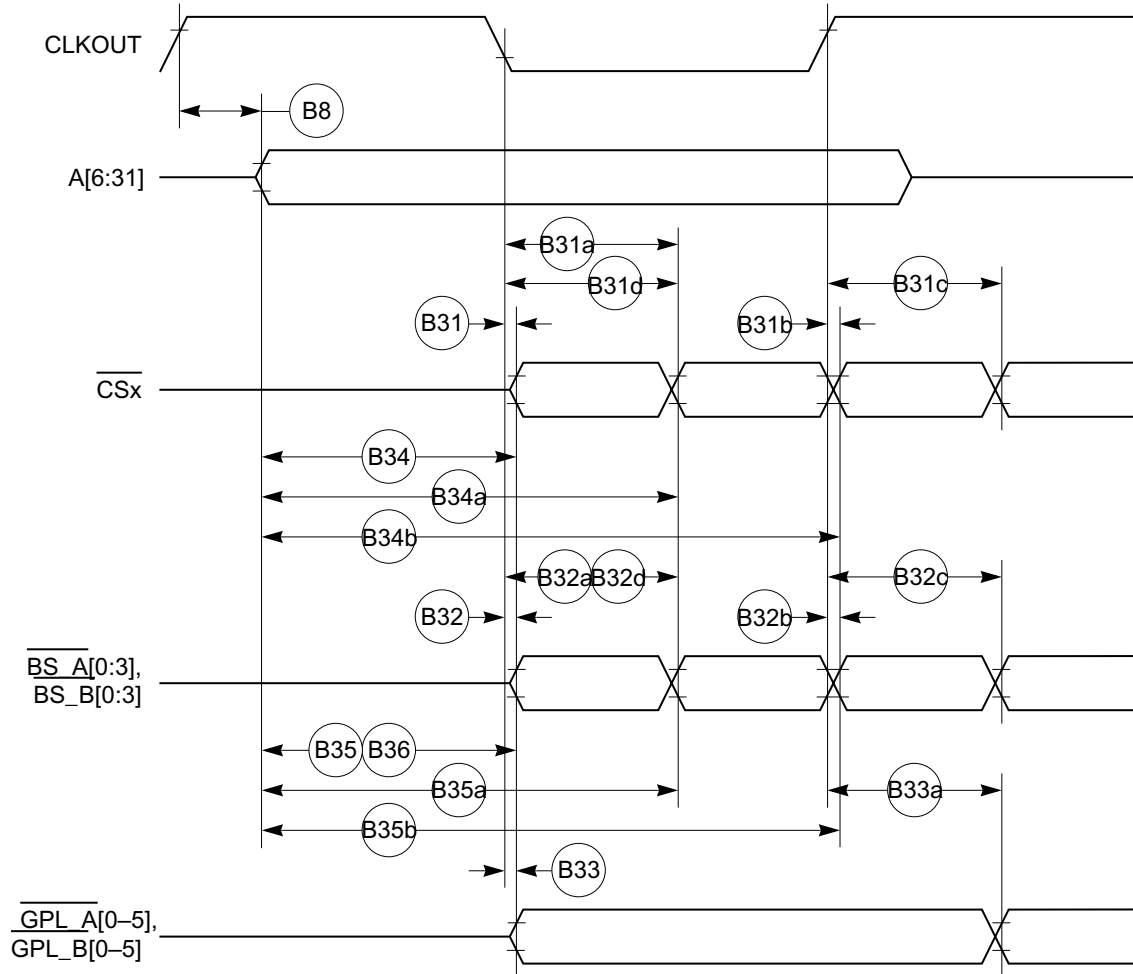 CLKOUT
B8
A[6:31]
B31a
B31d
B31c
B31
B31b
CSx
B34
B34a
B34b
B32a B32d
B32c
B32
B32b
BS_A[0:3],
BS_B[0:3]
B35 B36
B35a
B33a
B35b
B33
GPL_A[0–5],
GPL_B[0–5]